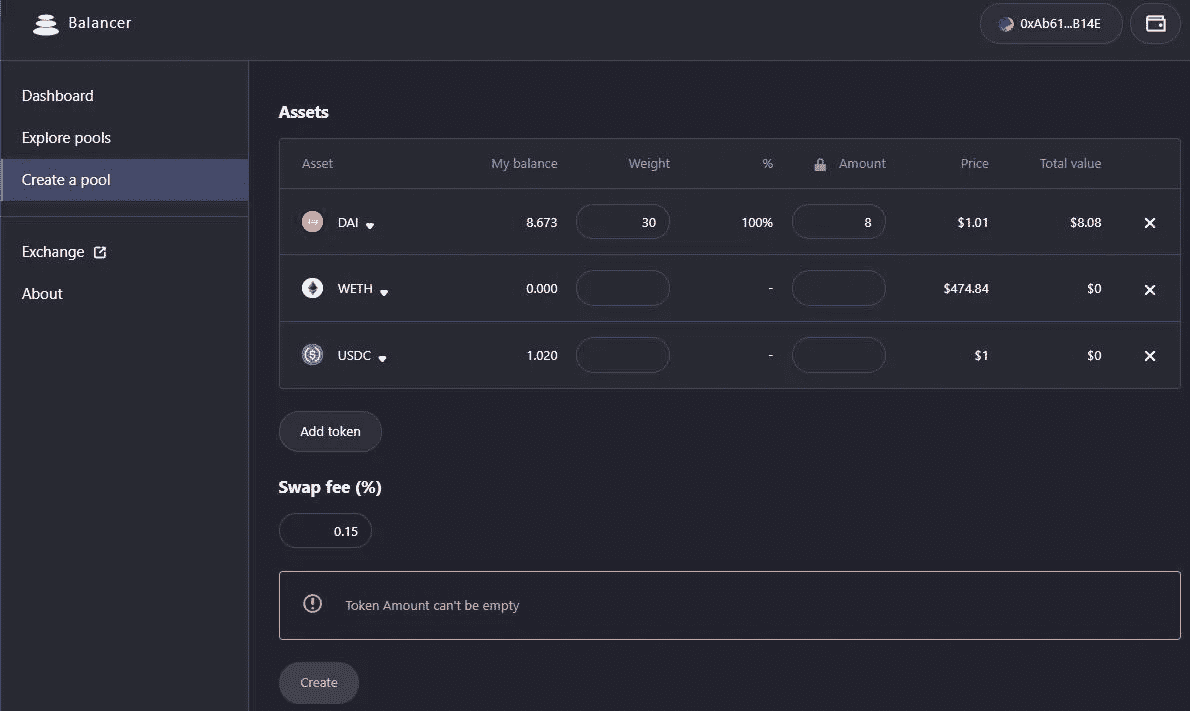 Balancer
0xAb61...B14E
Dashboard
Explore pools
Create a pool
Exchange
About
Assets
Asset My balance Weight % Amount Price Total value
DAI 8.673 30 100% 8 $1.01 $8.08
WETH 0.000 - $474.84 $0
USDC 1.020 - $1 $0
Add token
Swap fee (%)
0.15
Token Amount can't be empty
Create